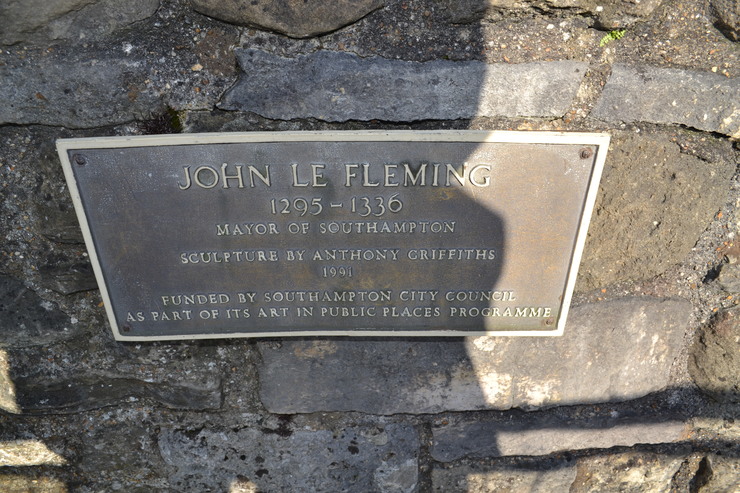 JOHN LE FLEMING
1295-1336
MAYOR OF SOUTHAMPTON
SCULPTURE BY ANTHONY GRIFFITHS
1991
FUNDED BY SOUTHAMPTON CITY COUNCIL
AS PART OF ITS ART IN PUBLIC PLACES PROGRAMME